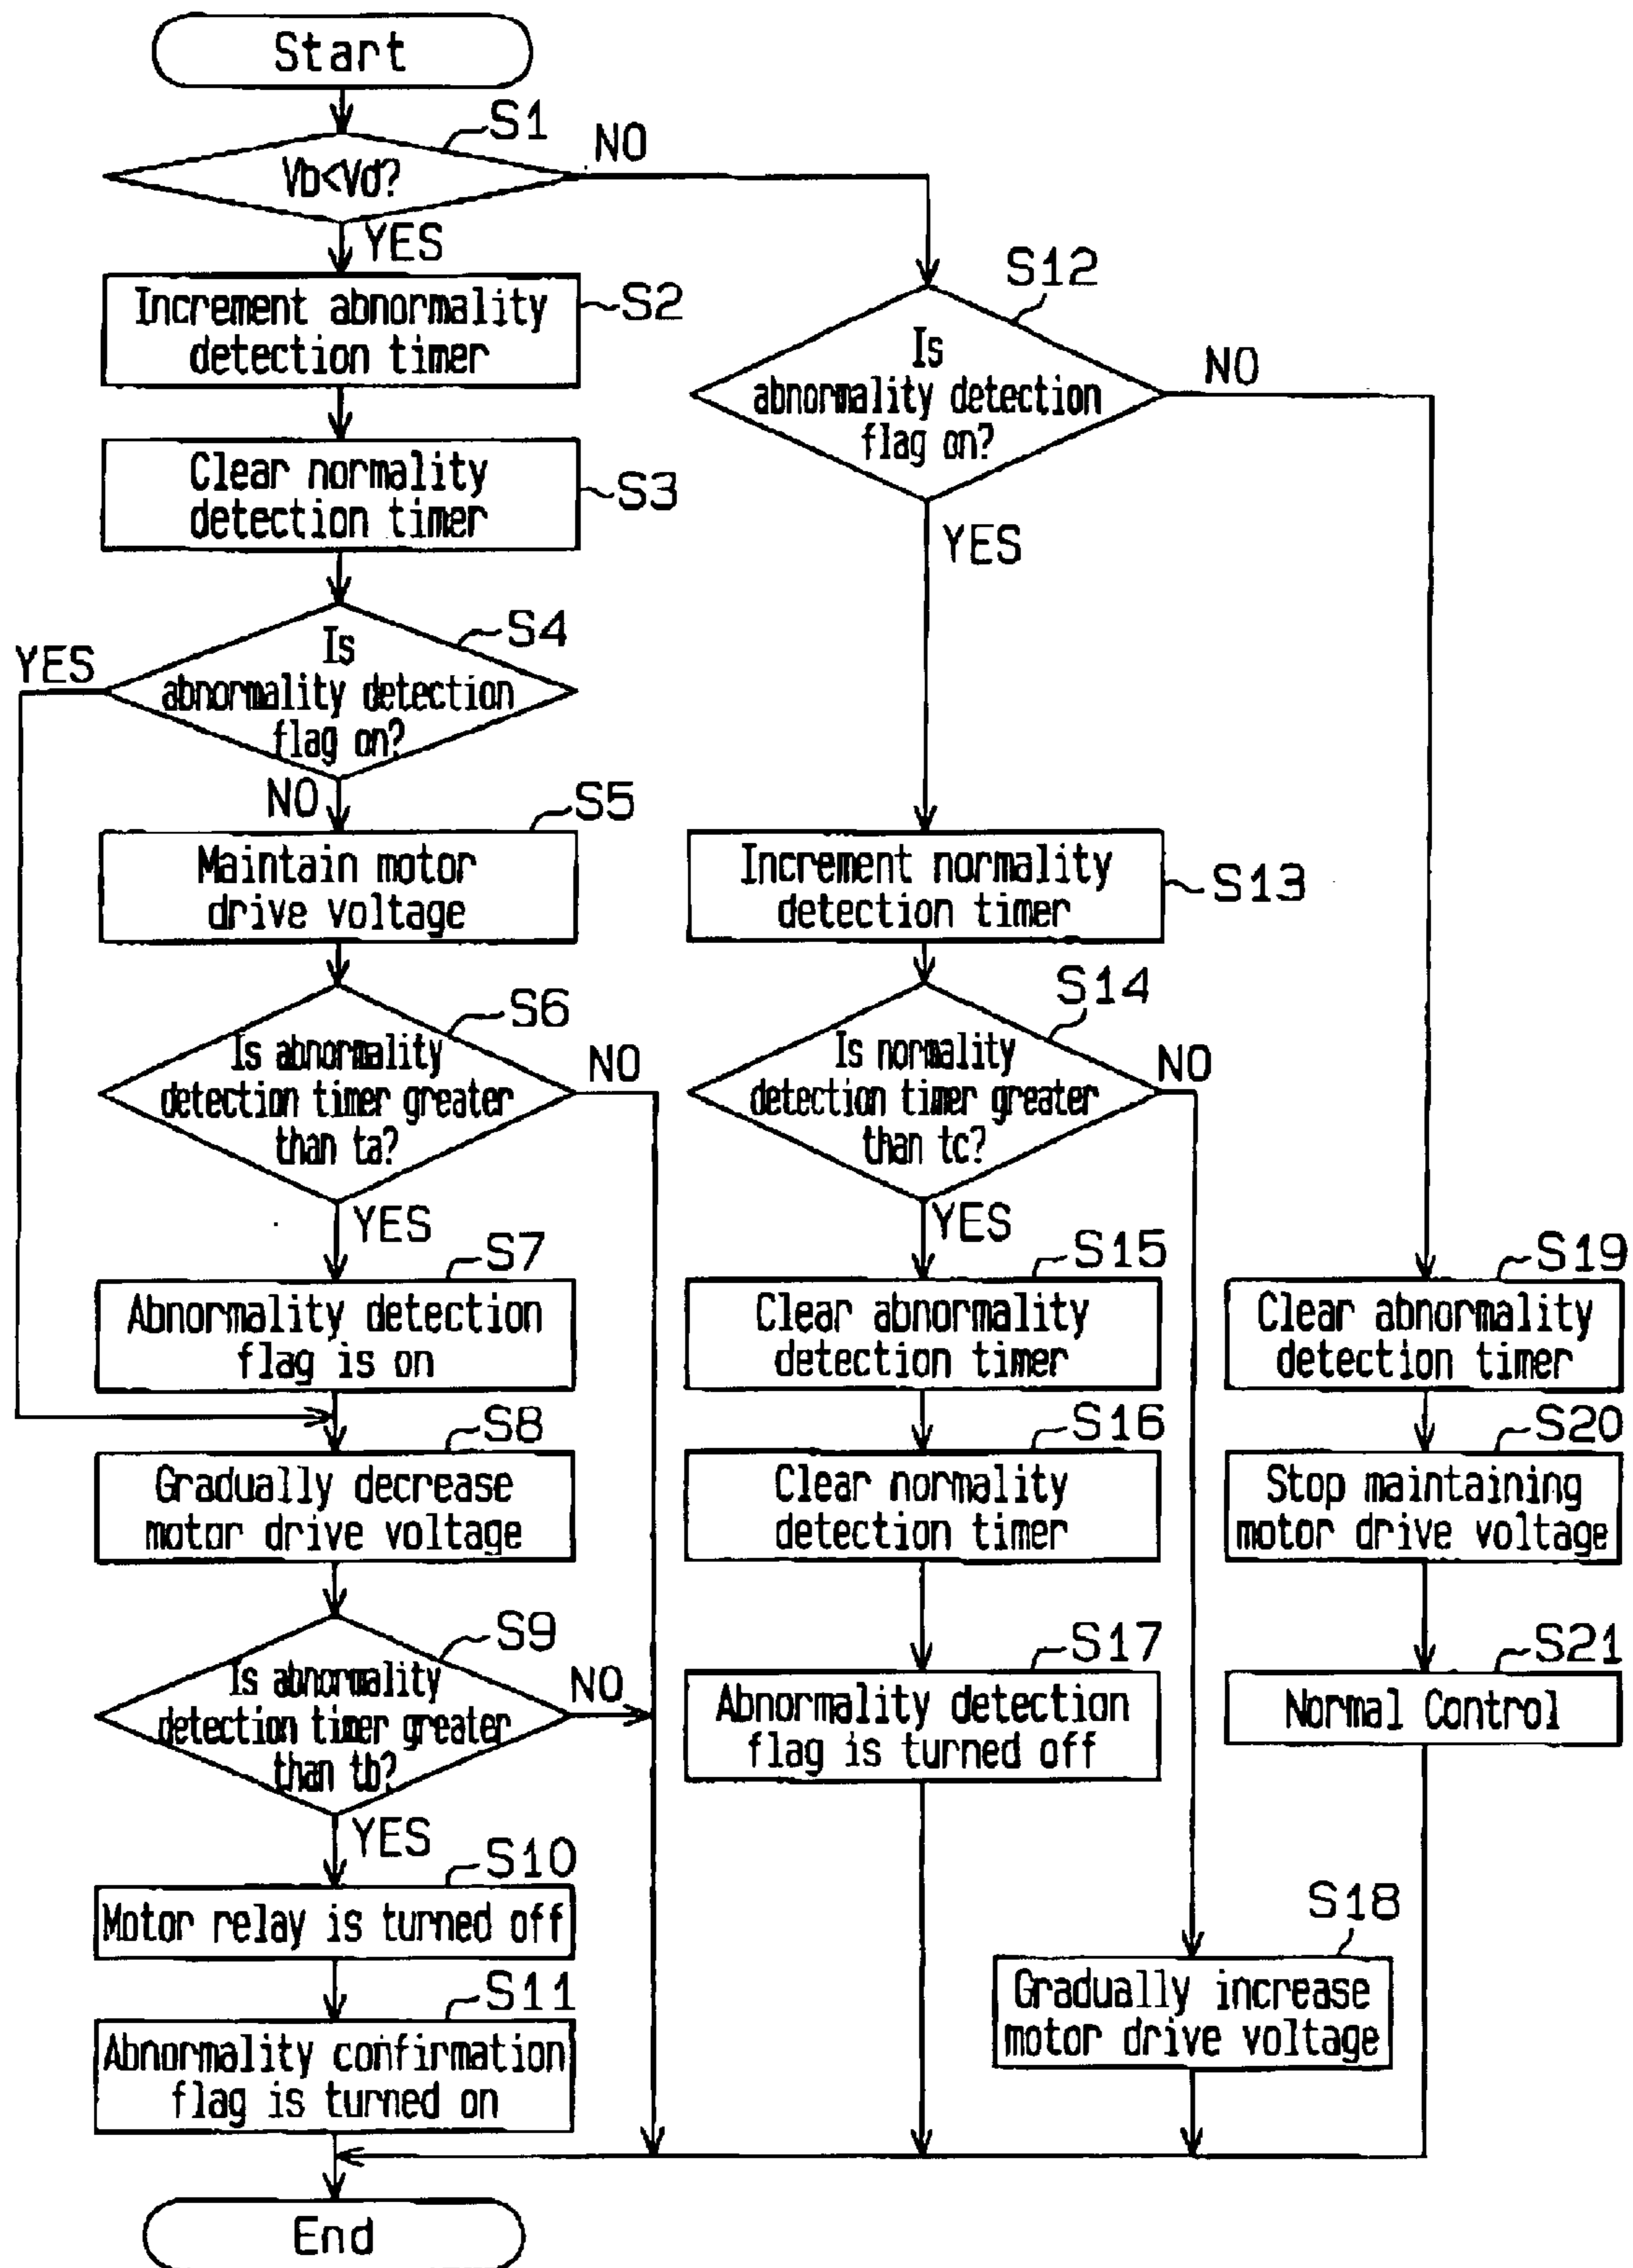 Start
S1
Vb<Vd?
NO
YES
Increment abnormality
detection timer
S2
Clear normality
detection timer
S3
Is
abnormality detection
flag on?
S4
YES
NO
Maintain motor
drive voltage
S5
Is abnormality
detection timer greater
than ta?
S6
NO
YES
Abnormality detection
flag is on
S7
Gradually decrease
motor drive voltage
S8
Is abnormality
detection timer greater
than tb?
S9
NO
YES
Motor relay is turned off
S10
Abnormality confirmation
flag is turned on
S11
End
S12
Is
abnormality detection
flag on?
NO
YES
Increment normality
detection timer
S13
Is normality
detection timer greater
than tc?
S14
NO
YES
Clear abnormality
detection timer
S15
Clear normality
detection timer
S16
Abnormality detection
flag is turned off
S17
S18
Gradually increase
motor drive voltage
S19
Clear abnormality
detection timer
S20
Stop maintaining
motor drive voltage
S21
Normal Control